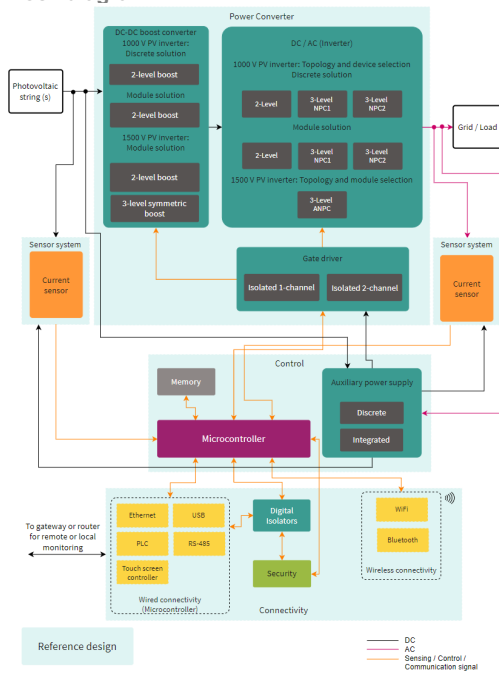 Power Converter
DC-DC boost converter
1000 V PV inverter:
Discrete solution
2-level boost
Module solution
2-level boost
1500 V PV inverter:
Module solution
2-level boost
3-level symmetric
boost
DC / AC (Inverter)
1000 V PV inverter: Topology and device selection
Discrete solution
2-Level
3-Level
NPC1
3-Level
NPC2
Module solution
2-Level
3-Level
NPC1
3-Level
NPC2
1500 V PV inverter: Topology and module selection
3-Level
ANPC
Photovoltaic
string (s)
Grid / Load
Sensor system
Current
sensor
Gate driver
Isolated 1-channel
Isolated 2-channel
Sensor system
Current
sensor
Control
Memory
Microcontroller
Auxiliary power supply
Discrete
Integrated
To gateway or router
for remote or local
monitoring
Ethernet
USB
PLC
RS-485
Touch screen
controller
Wired connectivity
(Microcontroller)
Digital
Isolators
Security
WiFi
Bluetooth
Wireless connectivity
Connectivity
Reference design
DC
AC
Sensing / Control /
Communication signal